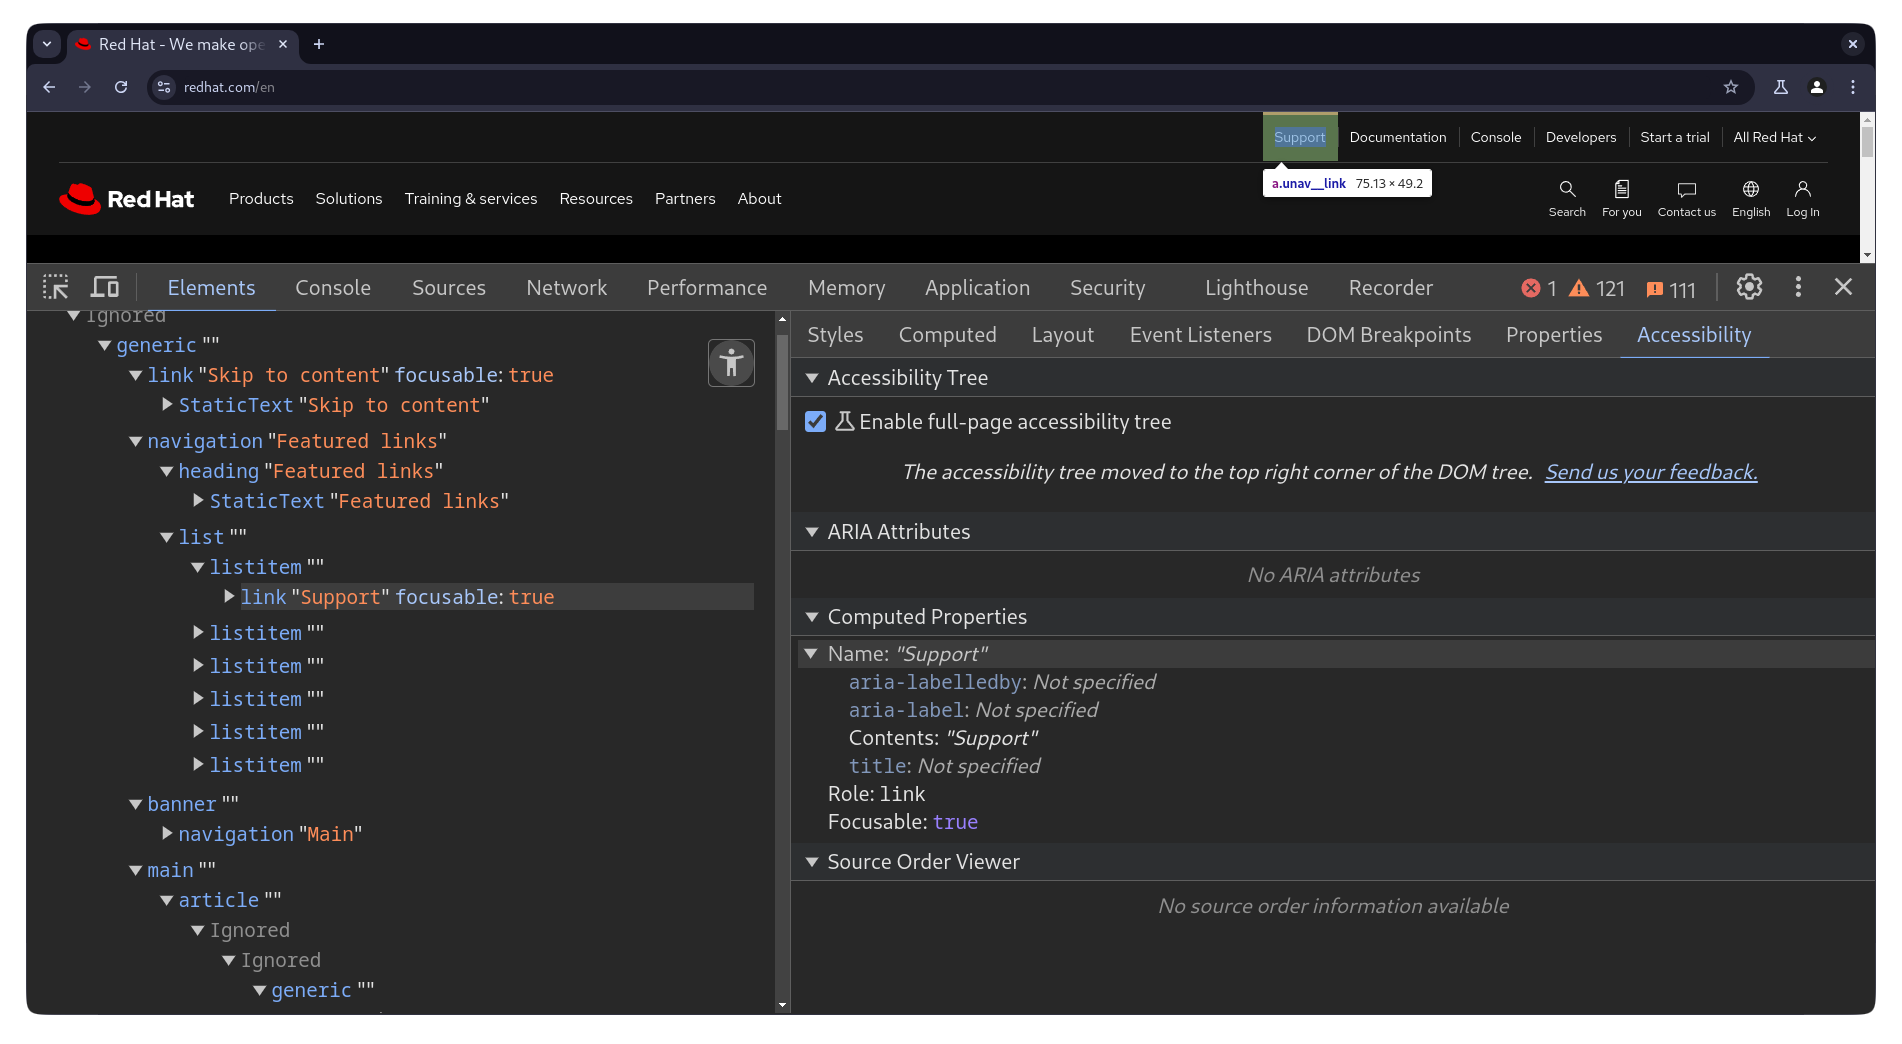 Red Hat - We make ope
redhat.com/en
Support Documentation Console Developers Start a trial All Red Hat
a.unav__link 75.13 × 49.2
Red Hat Products Solutions Training & services Resources Partners About
Search For you Contact us English Log In
Elements Console Sources Network Performance Memory Application Security Lighthouse Recorder 1 121 111
Ignored
generic ""
link "Skip to content" focusable: true
StaticText "Skip to content"
navigation "Featured links"
heading "Featured links"
StaticText "Featured links"
list ""
listitem ""
link "Support" focusable: true
listitem ""
listitem ""
listitem ""
listitem ""
listitem ""
banner ""
navigation "Main"
main ""
article ""
Ignored
Ignored
generic ""
Styles Computed Layout Event Listeners DOM Breakpoints Properties Accessibility
Accessibility Tree
Enable full-page accessibility tree
The accessibility tree moved to the top right corner of the DOM tree. Send us your feedback.
ARIA Attributes
No ARIA attributes
Computed Properties
Name: "Support"
aria-labelledby: Not specified
aria-label: Not specified
Contents: "Support"
title: Not specified
Role: link
Focusable: true
Source Order Viewer
No source order information available